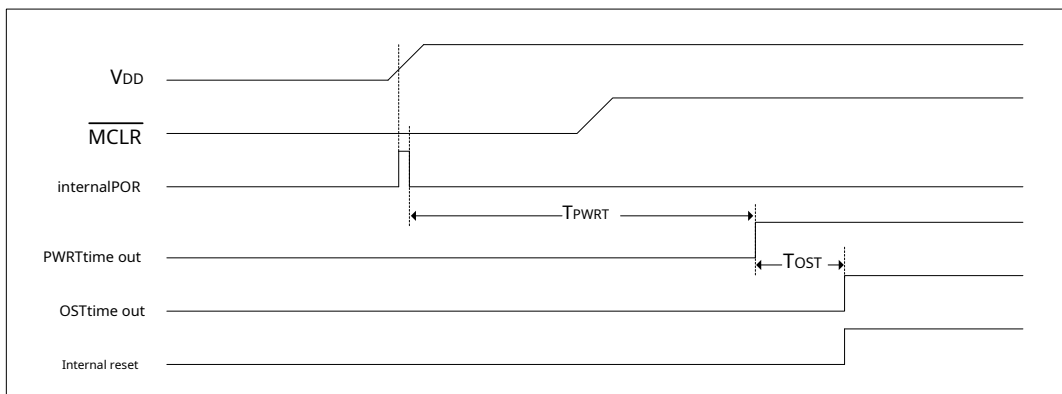 VDD
MCLR
internalPOR
TPWRT
PWRTtime out
TOST
OSTtime out
Internal reset